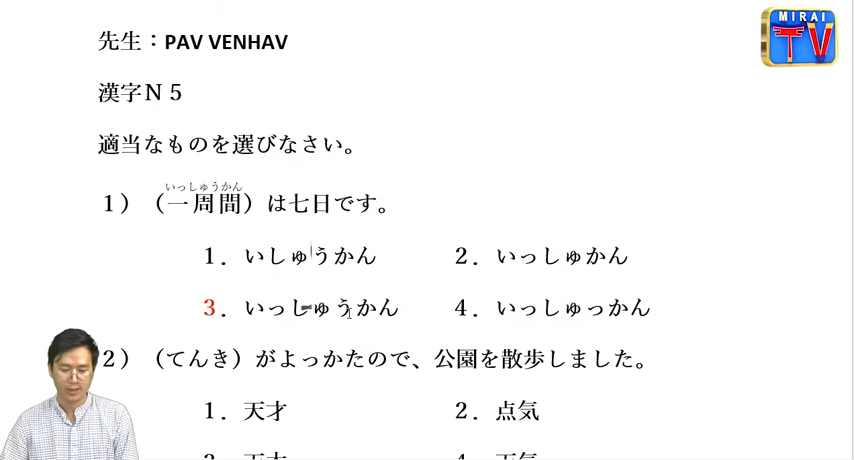 MIRAI
TV
先生：PAV VENHAV
漢字Ｎ５
適当なものを選びなさい。
いっしゅうかん
１）（一周間）は七日です。
１．いしゅうかん　２．いっしゅかん
３．いっしゅうかん　４．いっしゅっかん
２）（てんき）がよっかたので、公園を散歩しました。
１．天才　２．点気